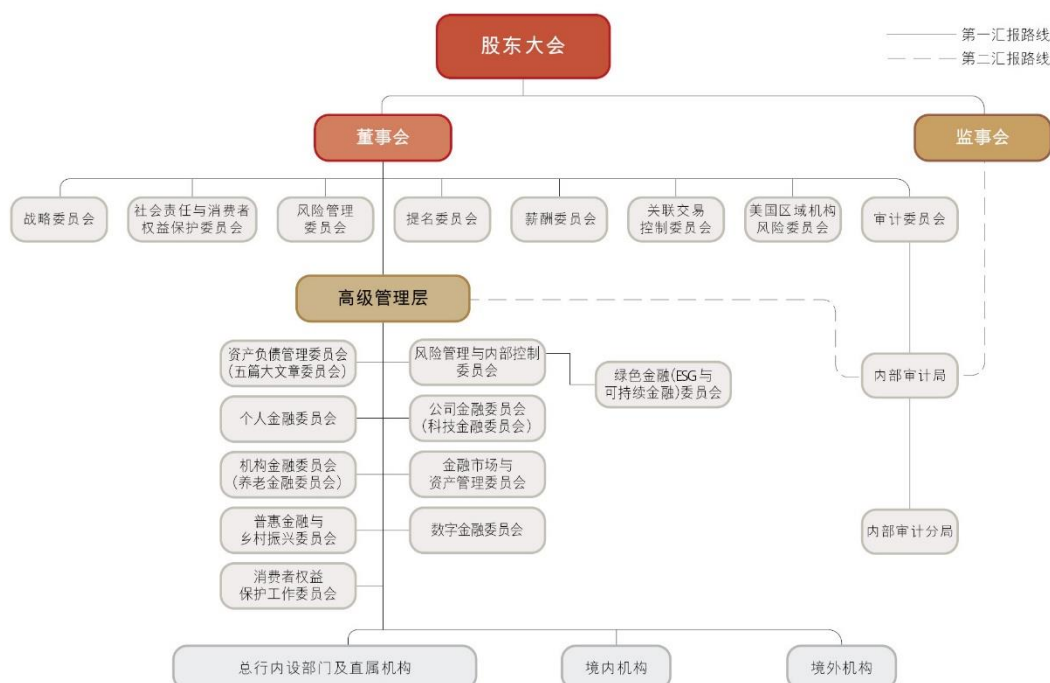 股东大会
第一汇报路线
第二汇报路线
董事会
监事会
战略委员会
社会责任与消费者
权益保护委员会
风险管理
委员会
提名委员会
薪酬委员会
关联交易
控制委员会
美国区域机构
风险委员会
审计委员会
高级管理层
资产负债管理委员会
(五篇大文章委员会)
风险管理与内部控制
委员会
绿色金融(ESG与
可持续金融)委员会
内部审计局
个人金融委员会
公司金融委员会
(科技金融委员会)
机构金融委员会
(养老金融委员会)
金融市场与
资产管理委员会
普惠金融与
乡村振兴委员会
数字金融委员会
内部审计分局
消费者权益
保护工作委员会
总行内设部门及直属机构
境内机构
境外机构